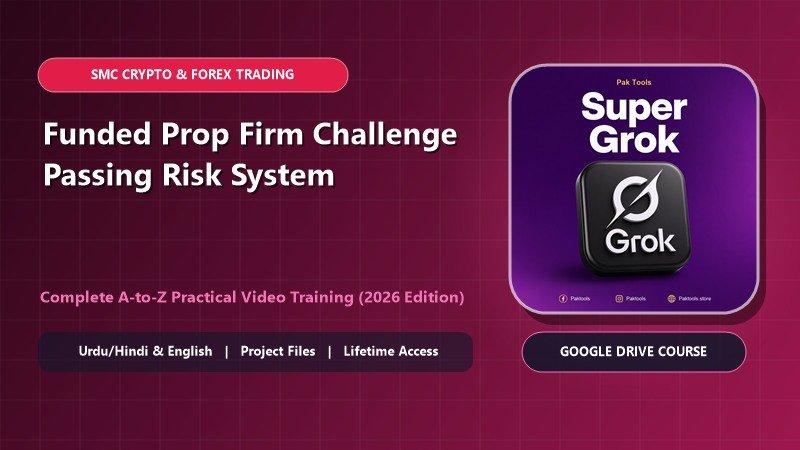 SMC CRYPTO & FOREX TRADING
Funded Prop Firm Challenge
Passing Risk System
Complete A-to-Z Practical Video Training (2026 Edition)
Urdu/Hindi & English | Project Files | Lifetime Access
Pak Tools
Super
Grok
Grok
Paktools
Paktools
Paktools.store
GOOGLE DRIVE COURSE